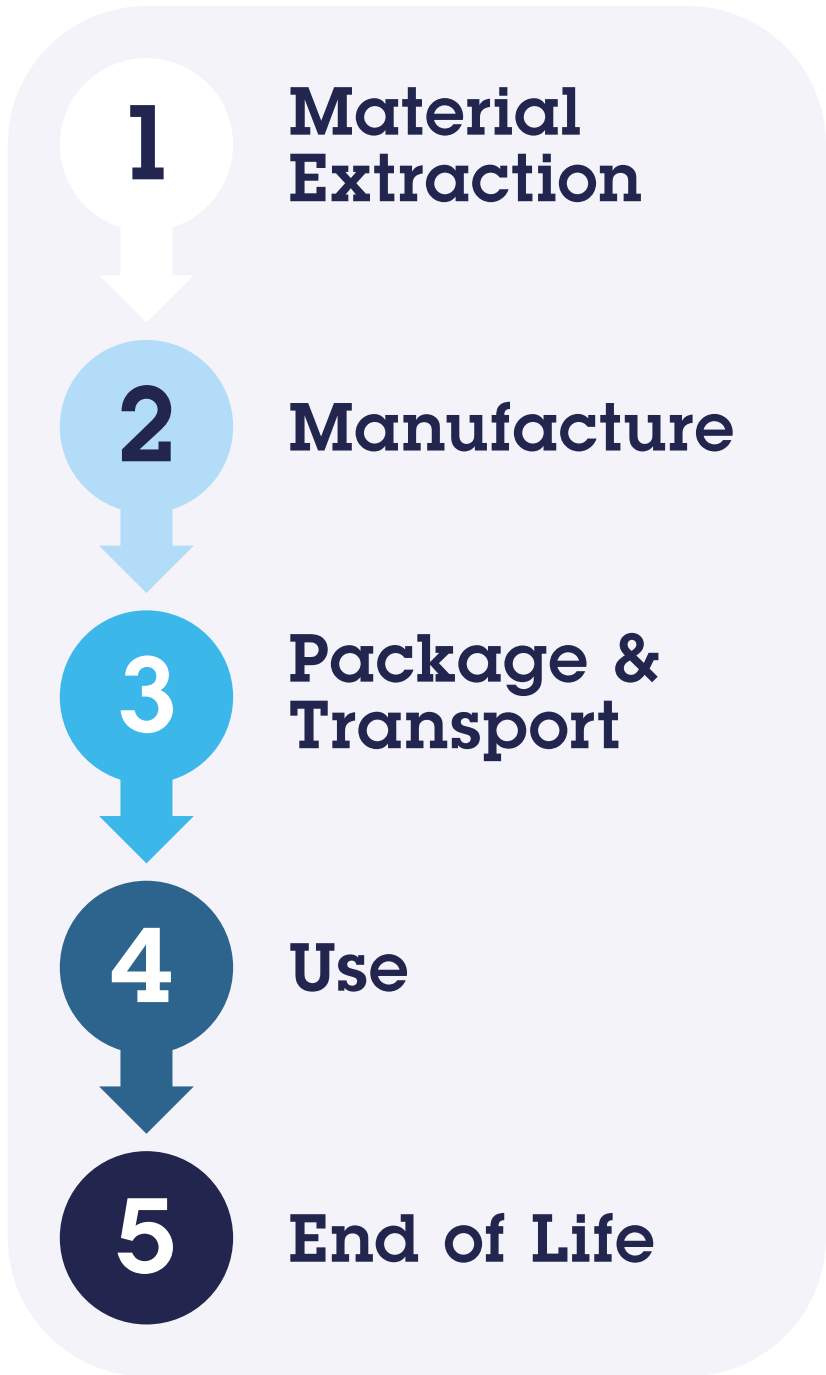 1
Material
Extraction
2
Manufacture
3
Package &
Transport
4
Use
5
End of Life